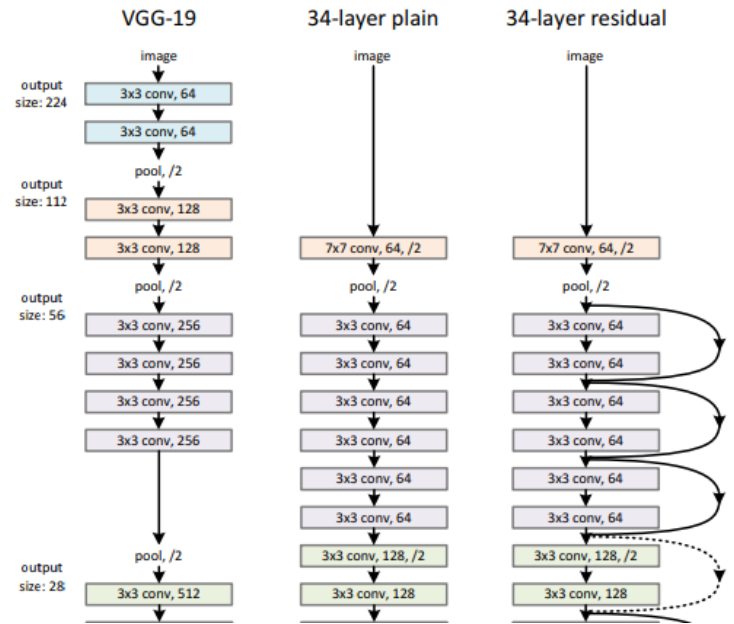 VGG-19
34-layer plain
34-layer residual
image
image
image
output
size: 224
3x3 conv, 64
3x3 conv, 64
pool, /2
output
size: 112
3x3 conv, 128
3x3 conv, 128
7x7 conv, 64, /2
7x7 conv, 64, /2
pool, /2
pool, /2
pool, /2
output
size: 56
3x3 conv, 256
3x3 conv, 64
3x3 conv, 64
3x3 conv, 256
3x3 conv, 64
3x3 conv, 64
3x3 conv, 256
3x3 conv, 64
3x3 conv, 64
3x3 conv, 256
3x3 conv, 64
3x3 conv, 64
3x3 conv, 64
3x3 conv, 64
3x3 conv, 64
3x3 conv, 64
pool, /2
3x3 conv, 128, /2
3x3 conv, 128, /2
output
size: 28
3x3 conv, 512
3x3 conv, 128
3x3 conv, 128